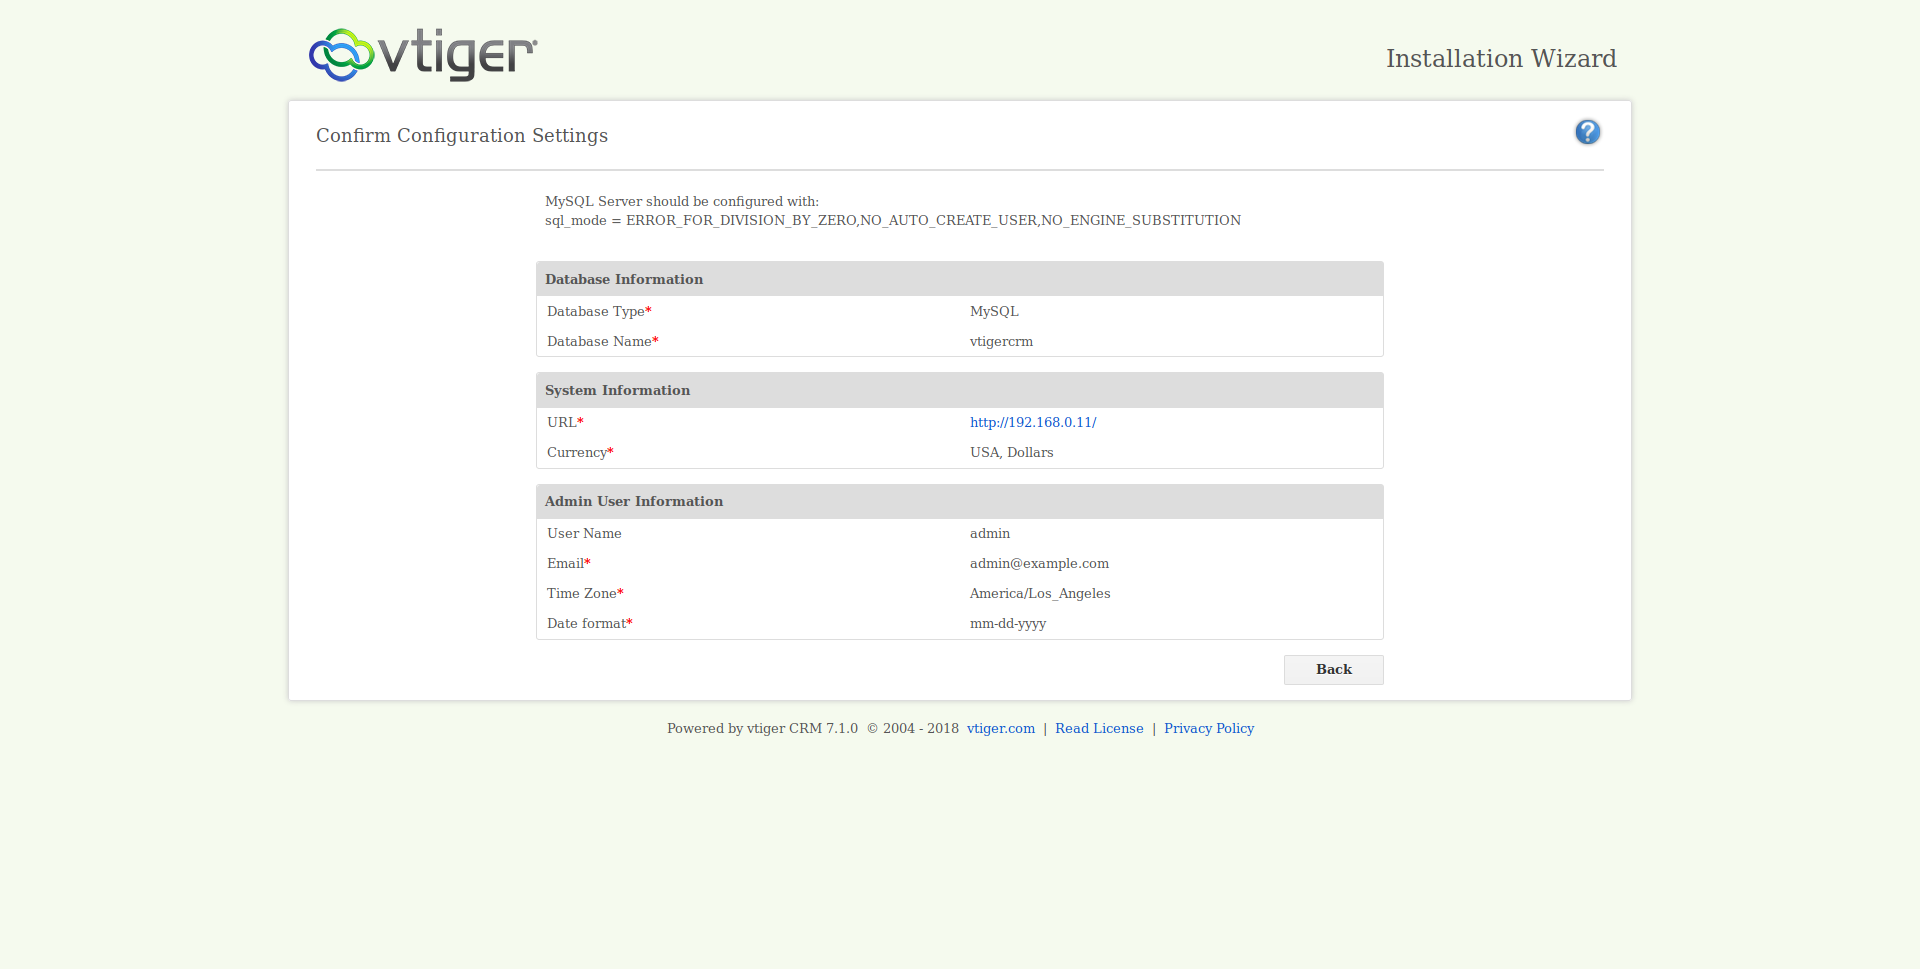 vtiger
Installation Wizard
Confirm Configuration Settings
?
MySQL Server should be configured with:
sql_mode = ERROR_FOR_DIVISION_BY_ZERO,NO_AUTO_CREATE_USER,NO_ENGINE_SUBSTITUTION
Database Information
Database Type* MySQL
Database Name* vtigercrm
System Information
URL* http://192.168.0.11/
Currency* USA, Dollars
Admin User Information
User Name admin
Email* admin@example.com
Time Zone* America/Los_Angeles
Date format* mm-dd-yyyy
Back
Powered by vtiger CRM 7.1.0 © 2004 - 2018 vtiger.com | Read License | Privacy Policy